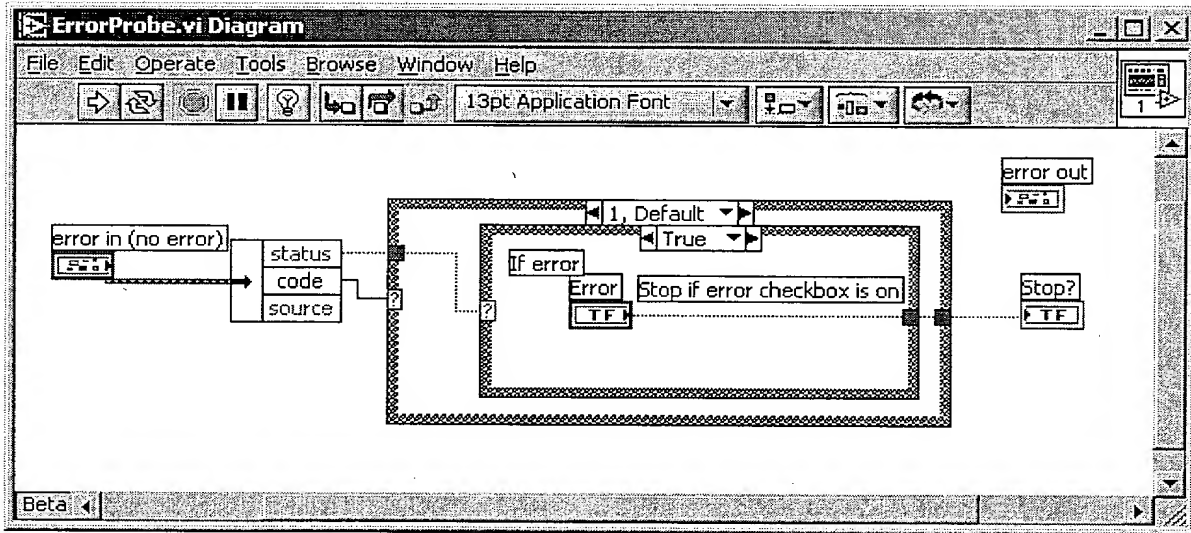 ErrorProbe.vi Diagram
File Edit Operate Tools Browse Window Help
13pt Application Font
1
error out
1, Default
True
error in (no error)
status
code
source
If error
Error
Stop if error checkbox is on
Stop?
TF
TF
?
?
Beta